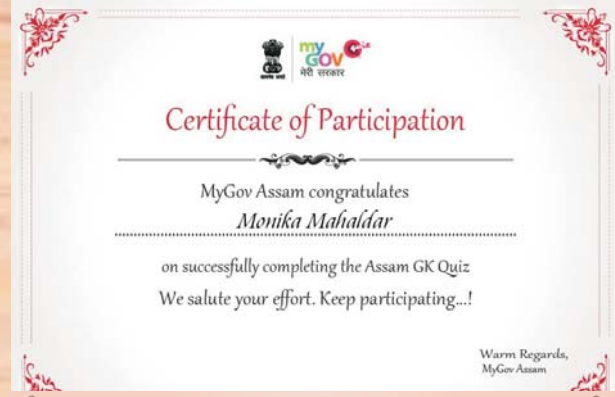 my
GOV
मेरी सरकार
Certificate of Participation
MyGov Assam congratulates
Monika Mahaldar
on successfully completing the Assam GK Quiz
We salute your effort. Keep participating...!
Warm Regards,
MyGov Assam